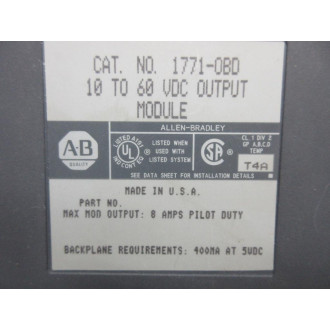 CAT. NO. 1771-OBD
10 TO 60 VDC OUTPUT
MODULE
ALLEN-BRADLEY
A·B
QUALITY
UL
LISTED WHEN
USED WITH
LISTED SYSTEM
SA
CL. 1 DIV 2
GP A,B,C,D
TEMP
T4A
SEE DATA SHEET FOR INSTALLATION DETAILS
MADE IN U.S.A.
PART NO.
MAX MOD OUTPUT: 8 AMPS PILOT DUTY
BACKPLANE REQUIREMENTS: 400MA AT 5VDC